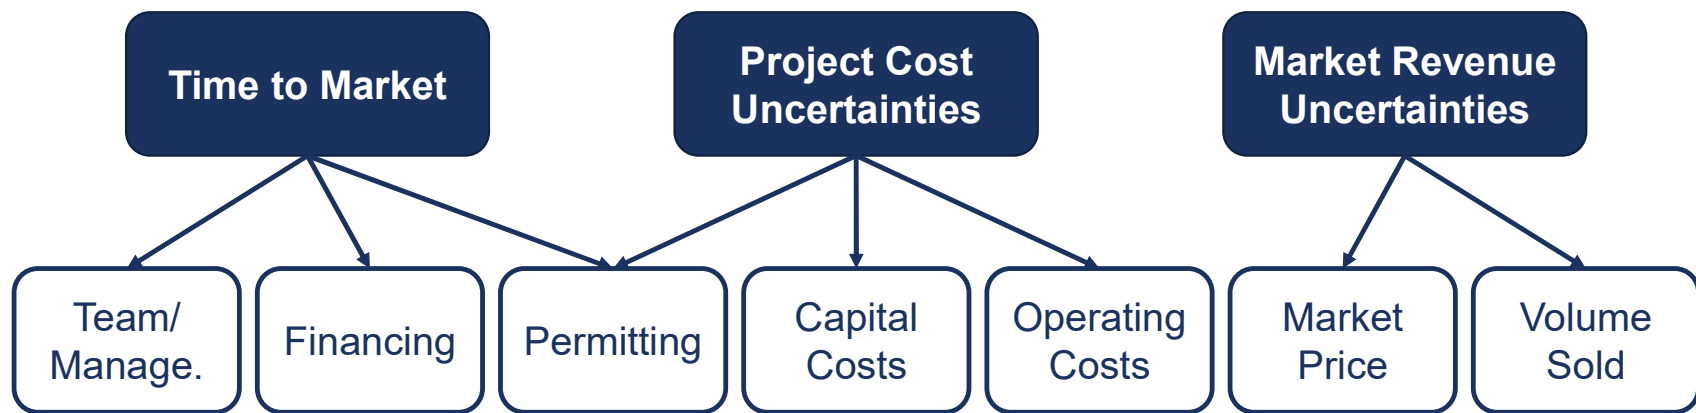 Time to Market
Project Cost
Uncertainties
Market Revenue
Uncertainties
Team/
Manage.
Financing
Permitting
Capital
Costs
Operating
Costs
Market
Price
Volume
Sold